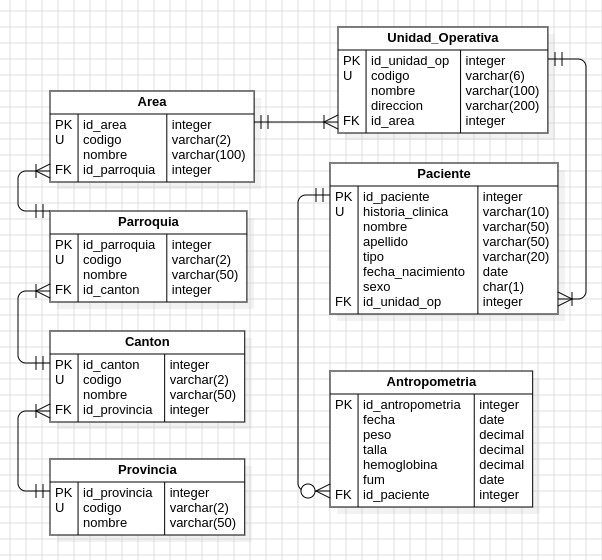 Unidad_Operativa
PK id_unidad_op integer
U codigo varchar(6)
nombre varchar(100)
direccion varchar(200)
FK id_area integer
Area
PK id_area integer
U codigo varchar(2)
nombre varchar(100)
FK id_parroquia integer
Paciente
PK id_paciente integer
U historia_clinica varchar(10)
nombre varchar(50)
apellido varchar(50)
tipo varchar(20)
fecha_nacimiento date
sexo char(1)
FK id_unidad_op integer
Parroquia
PK id_parroquia integer
U codigo varchar(2)
nombre varchar(50)
FK id_canton integer
Canton
PK id_canton integer
U codigo varchar(2)
nombre varchar(50)
FK id_provincia integer
Antropometria
PK id_antropometria integer
fecha date
peso decimal
talla decimal
hemoglobina decimal
fum date
FK id_paciente integer
Provincia
PK id_provincia integer
U codigo varchar(2)
nombre varchar(50)